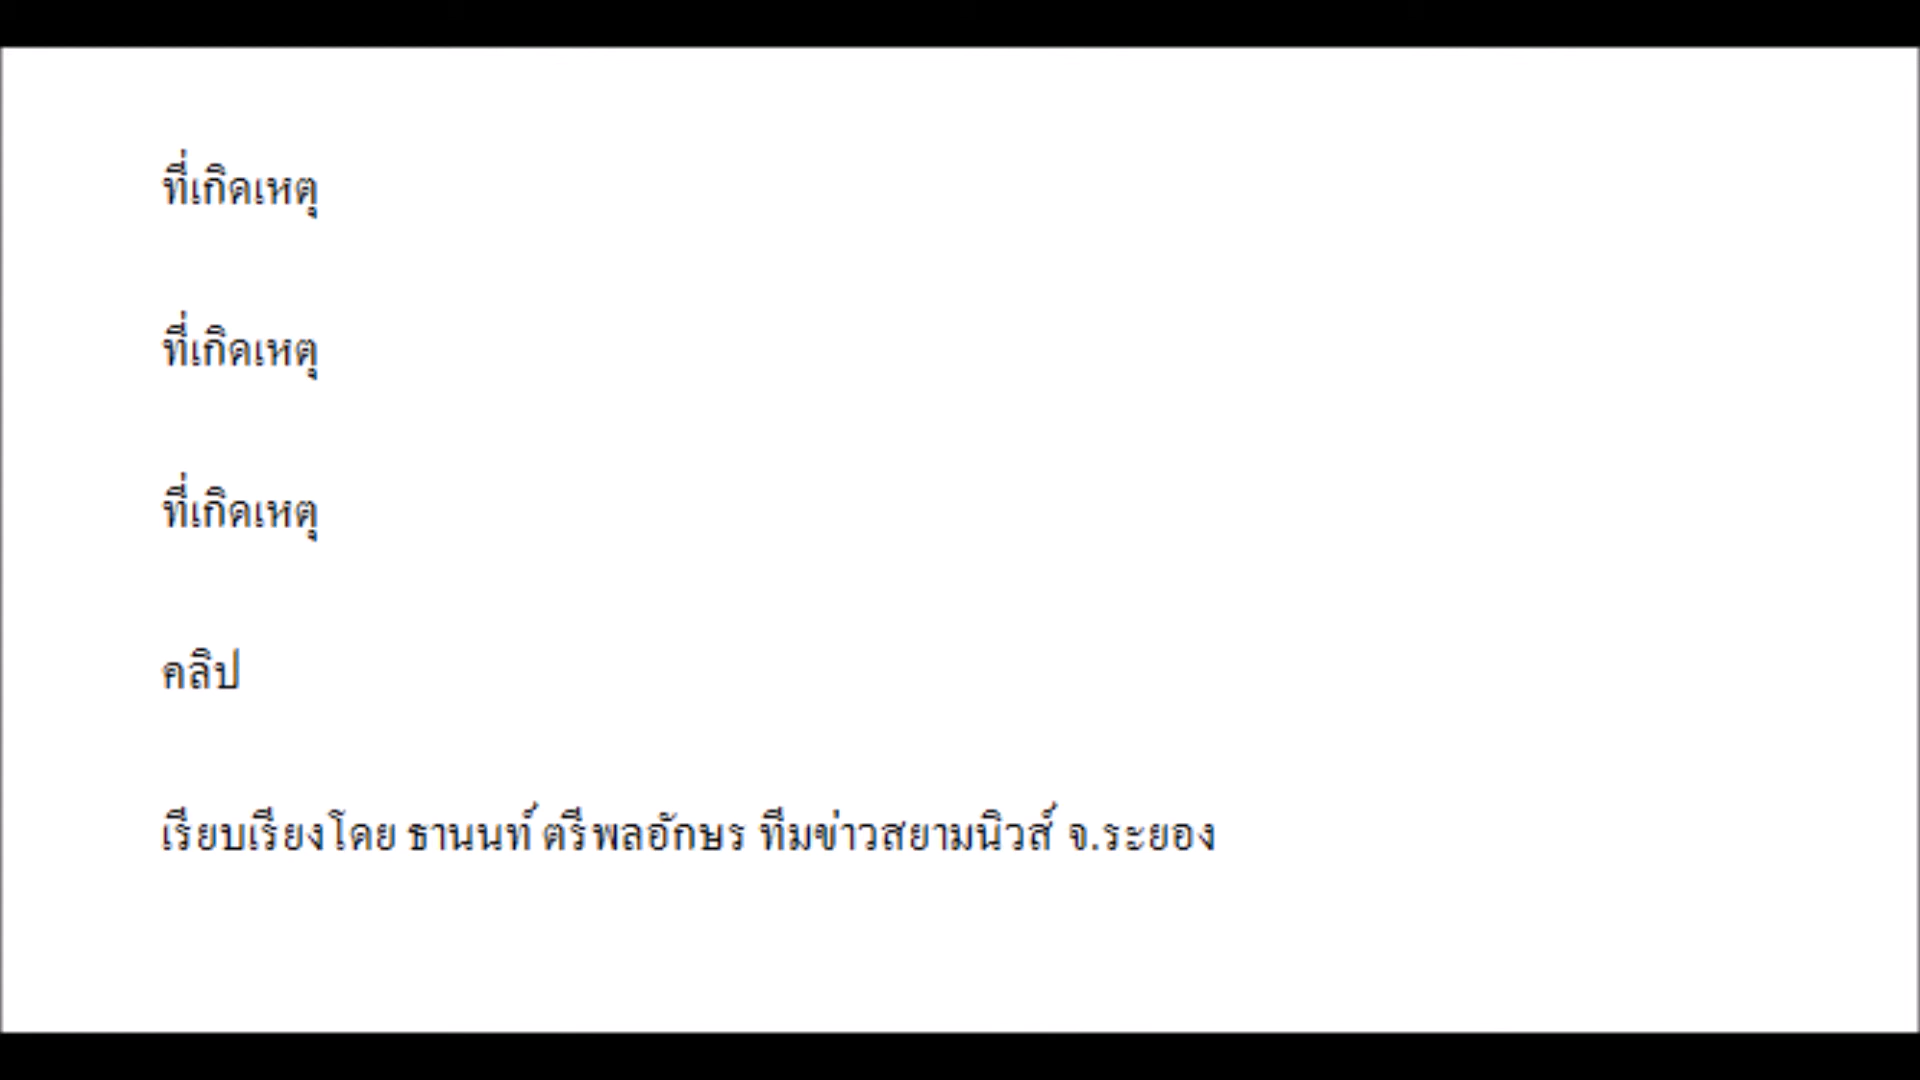 ที่เกิดเหตุ
ที่เกิดเหตุ
ที่เกิดเหตุ
คลิป
เรียบเรียงโดย ธานนท์ ตรีพลอักษร ทีมข่าวสยามนิวส์ จ.ระยอง